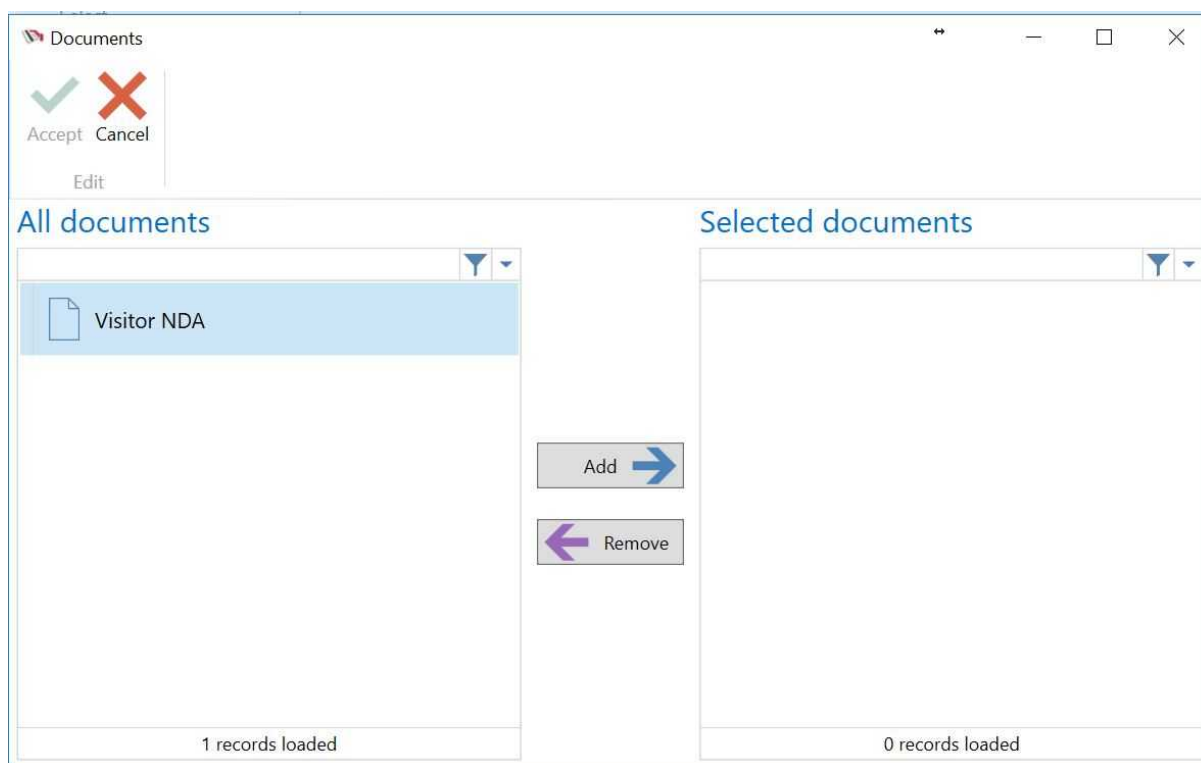 Documents
Accept Cancel
Edit
All documents
Selected documents
Visitor NDA
Add
Remove
1 records loaded
0 records loaded